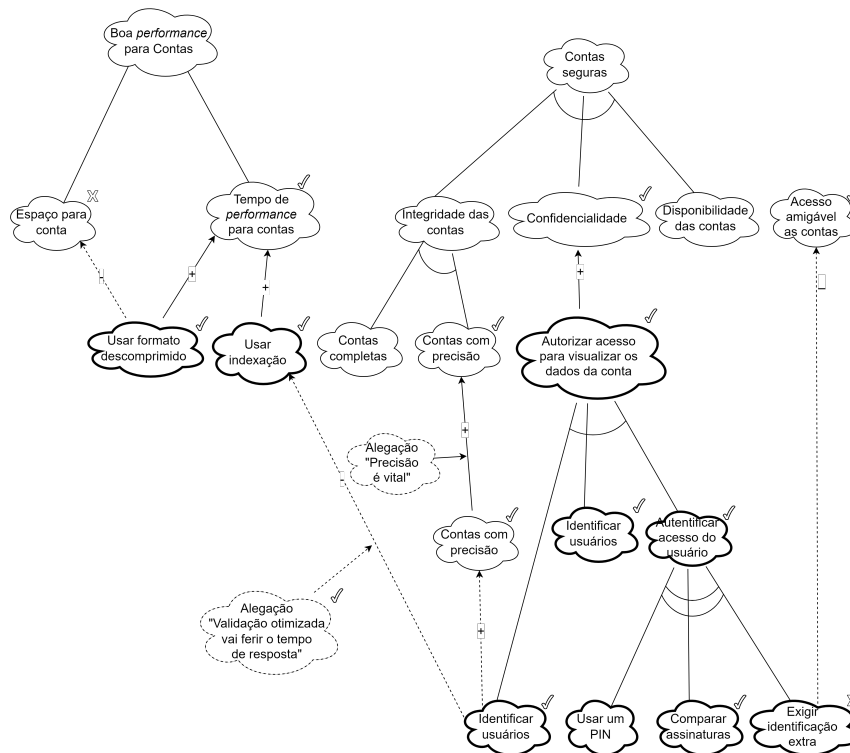 Boa performance
para Contas
Contas
seguras
Espaço para
conta
X
Tempo de
performance
para contas
Integridade das
contas
Confidencialidade
Disponibilidade
das contas
Acesso
amigável
as contas
-
+
+
+
-
Usar formato
descomprimido
Usar
indexação
Contas
completas
Contas com
precisão
Autorizar acesso
para visualizar os
dados da conta
Alegação
"Precisão
é vital"
+
-
Contas com
precisão
Identificar
usuários
Autentificar
acesso do
usuário
Alegação
"Validação otimizada
vai ferir o tempo
de resposta"
+
Identificar
usuários
Usar um
PIN
Comparar
assinaturas
Exigir
identificação
extra